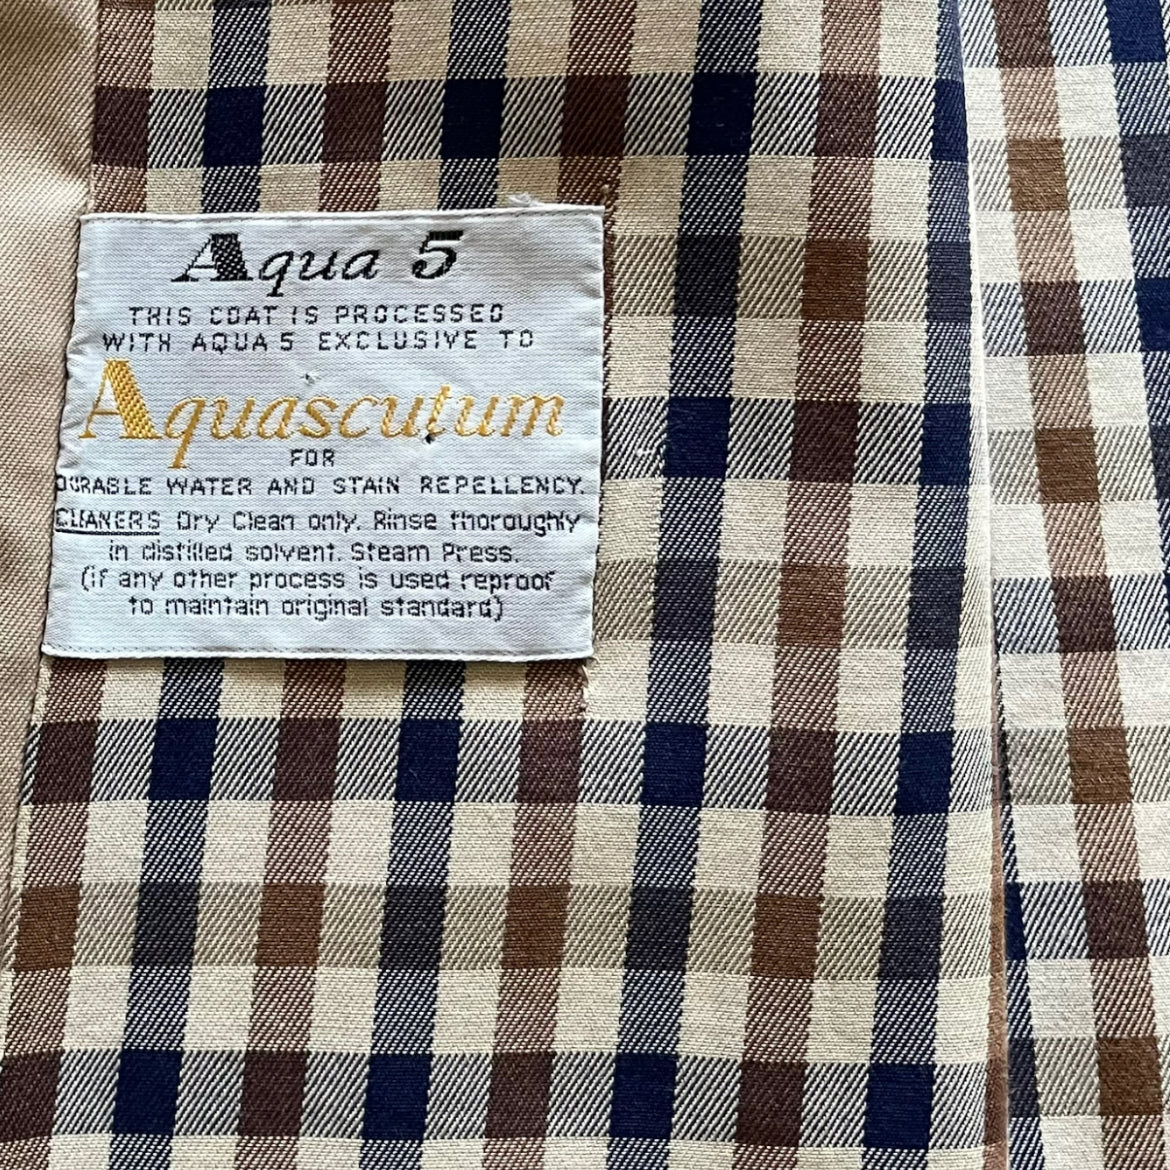 Aqua 5
THIS COAT IS PROCESSED
WITH AQUA 5 EXCLUSIVE TO
Aquascutum
FOR
DURABLE WATER AND STAIN REPELLENCY.
CLEANERS Dry Clean only. Rinse thoroughly
in distilled solvent. Steam Press.
(if any other process is used reproof
to maintain original standard)